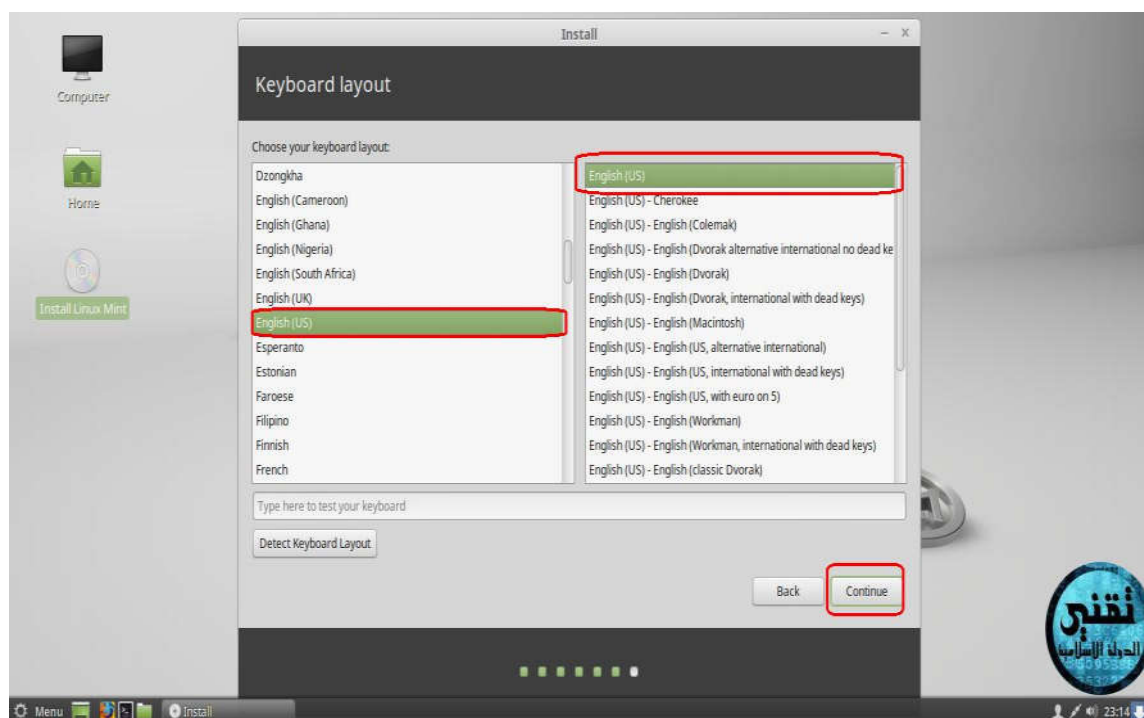 Install
Keyboard layout
Computer
Home
Install Linux Mint
Choose your keyboard layout:
Dzongkha
English (Cameroon)
English (Ghana)
English (Nigeria)
English (South Africa)
English (UK)
English (US)
Esperanto
Estonian
Faroese
Filipino
Finnish
French
English (US)
English (US) - Cherokee
English (US) - English (Colemak)
English (US) - English (Dvorak alternative international no dead ke
English (US) - English (Dvorak)
English (US) - English (Dvorak, international with dead keys)
English (US) - English (Macintosh)
English (US) - English (US, alternative international)
English (US) - English (US, international with dead keys)
English (US) - English (US, with euro on 5)
English (US) - English (Workman)
English (US) - English (Workman, international with dead keys)
English (US) - English (classic Dvorak)
Type here to test your keyboard
Detect Keyboard Layout
Back
Continue
تقني
الدولة الإسلامية
Menu
Install
23:14